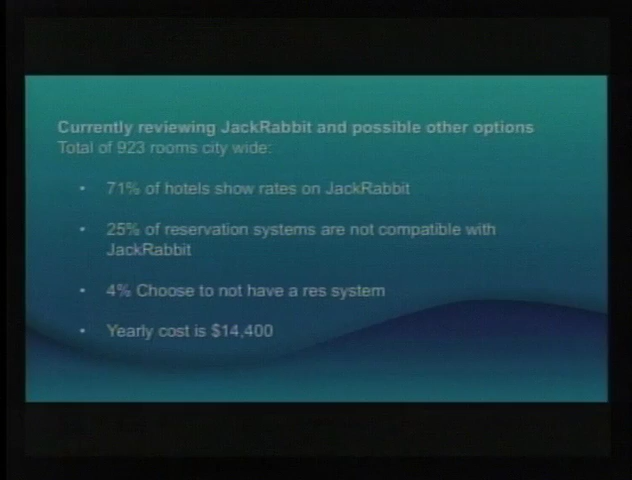 Currently reviewing JackRabbit and possible other options
Total of 923 rooms city wide:
• 71% of hotels show rates on JackRabbit
• 25% of reservation systems are not compatible with
JackRabbit
• 4% Choose to not have a res system
• Yearly cost is $14,400